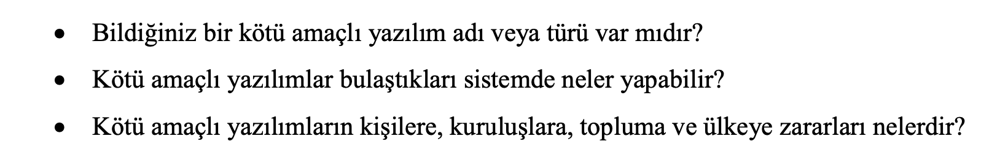 • Bildiğiniz bir kötü amaçlı yazılım adı veya türü var mıdır?
• Kötü amaçlı yazılımlar bulaştıkları sistemde neler yapabilir?
• Kötü amaçlı yazılımların kişilere, kuruluşlara, topluma ve ülkeye zararları nelerdir?